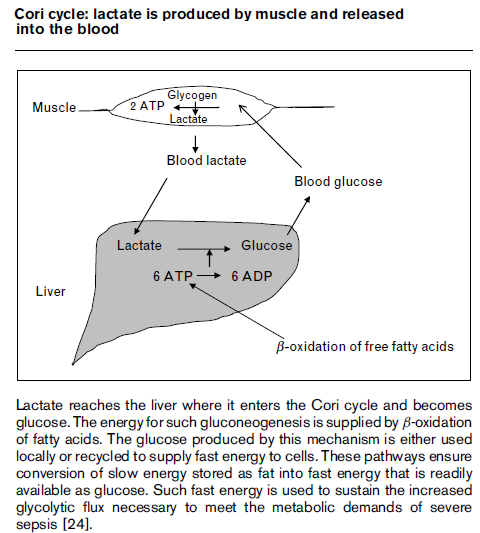 Cori cycle: lactate is produced by muscle and released
into the blood
Glycogen
Muscle
2 ATP
Lactate
Blood lactate
Blood glucose
Lactate
Glucose
6 ATP
6 ADP
Liver
β-oxidation of free fatty acids
Lactate reaches the liver where it enters the Cori cycle and becomes
glucose. The energy for such gluconeogenesis is supplied by β-oxidation
of fatty acids. The glucose produced by this mechanism is either used
locally or recycled to supply fast energy to cells. These pathways ensure
conversion of slow energy stored as fat into fast energy that is readily
available as glucose. Such fast energy is used to sustain the increased
glycolytic flux necessary to meet the metabolic demands of severe
sepsis [24].